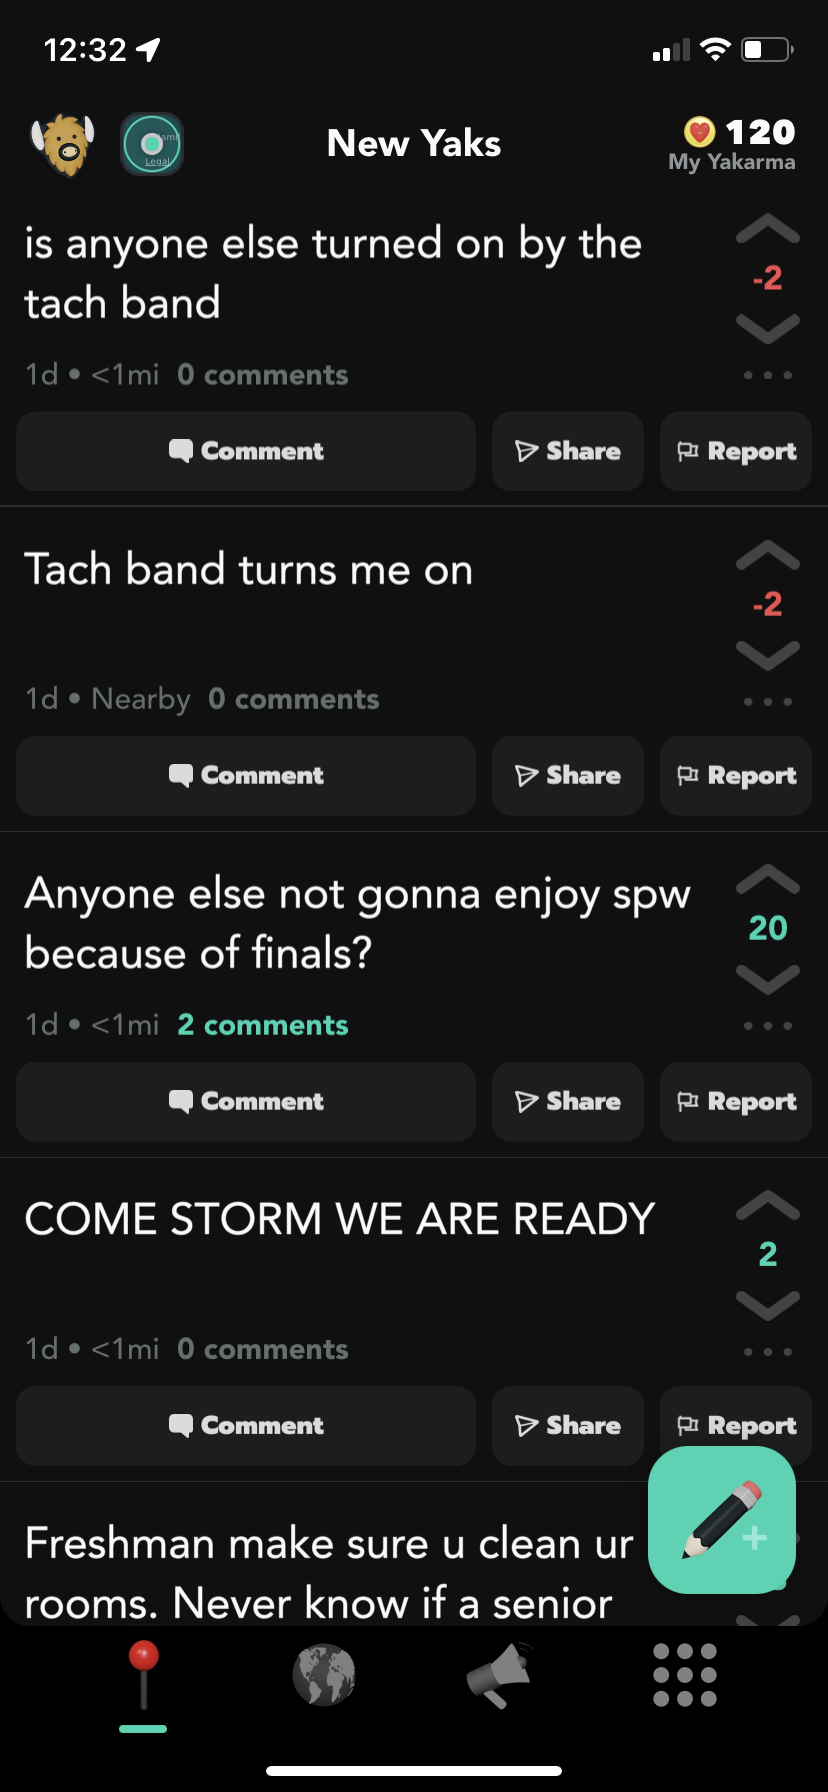 12:32
Legal
New Yaks
120
My Yakarma
is anyone else turned on by the
tach band
-2
1d • <1mi 0 comments
Comment
Share
Report
Tach band turns me on
-2
1d • Nearby 0 comments
Comment
Share
Report
Anyone else not gonna enjoy spw
because of finals?
20
1d • <1mi 2 comments
Comment
Share
Report
COME STORM WE ARE READY
2
1d • <1mi 0 comments
Comment
Share
Report
Freshman make sure u clean ur
rooms. Never know if a senior